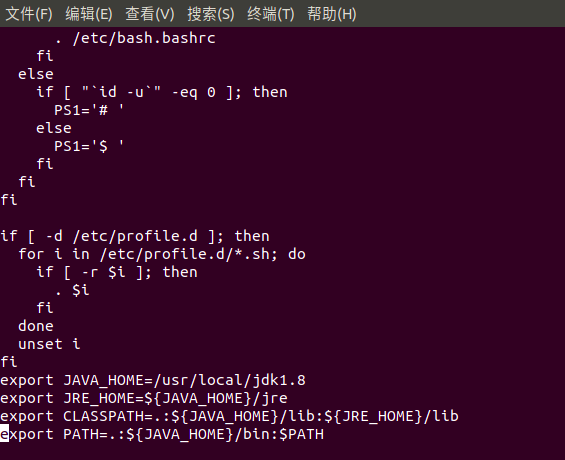 文件(F) 编辑(E) 查看(V) 搜索(S) 终端(T) 帮助(H)
      . /etc/bash.bashrc
    fi
  else
    if [ "`id -u`" -eq 0 ]; then
      PS1='# '
    else
      PS1='$ '
    fi
  fi
fi

if [ -d /etc/profile.d ]; then
  for i in /etc/profile.d/*.sh; do
    if [ -r $i ]; then
      . $i
    fi
  done
  unset i
fi
export JAVA_HOME=/usr/local/jdk1.8
export JRE_HOME=${JAVA_HOME}/jre
export CLASSPATH=.:${JAVA_HOME}/lib:${JRE_HOME}/lib
export PATH=.:${JAVA_HOME}/bin:$PATH